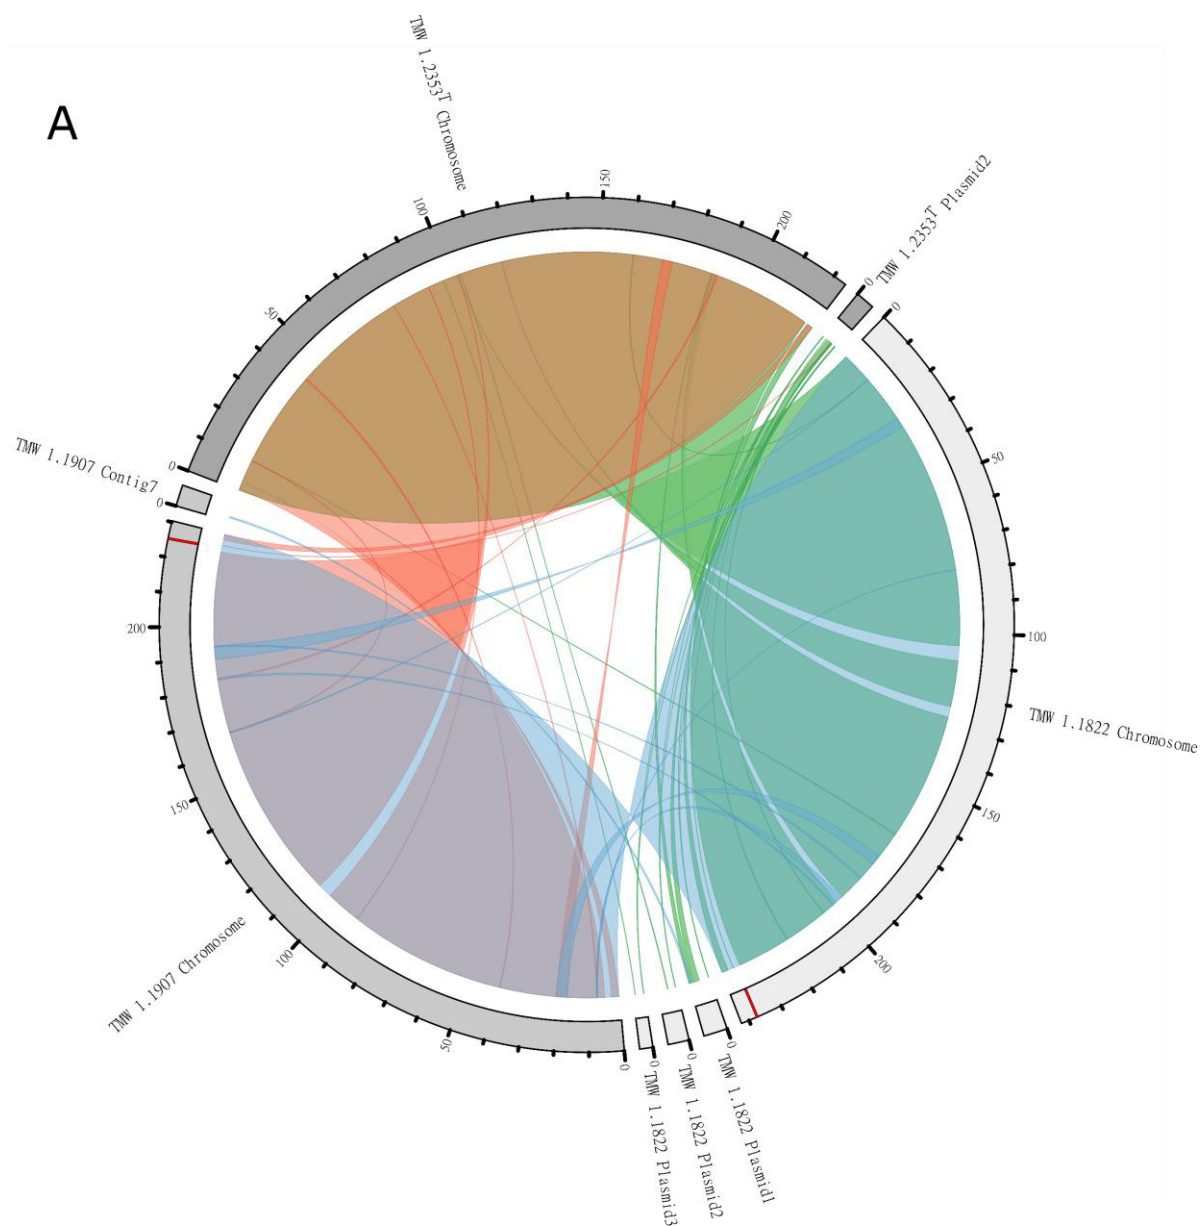 A
TMW 1.2353T Chromosome
0
50
100
150
200
TMW 1.2353T Plasmid2
0
TMW 1.1822 Chromosome
0
50
100
150
200
TMW 1.1822 Plasmid1
0
TMW 1.1822 Plasmid2
0
TMW 1.1822 Plasmid3
0
TMW 1.1907 Chromosome
0
50
100
150
200
TMW 1.1907 Contig7
0